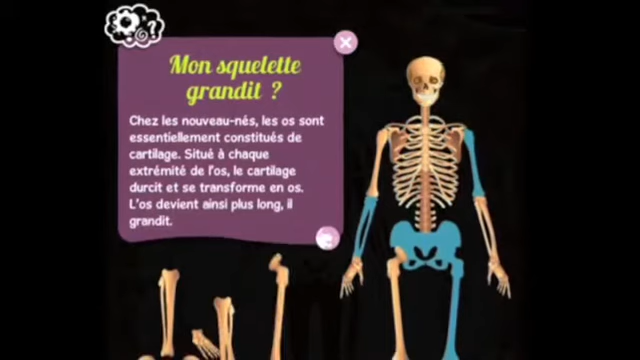 Mon squelette
grandit ?
Chez les nouveau-nés, les os sont
essentiellement constitués de
cartilage. Situé à chaque
extrémité de l'os, le cartilage
durcit et se transforme en os.
L'os devient ainsi plus long, il
grandit.